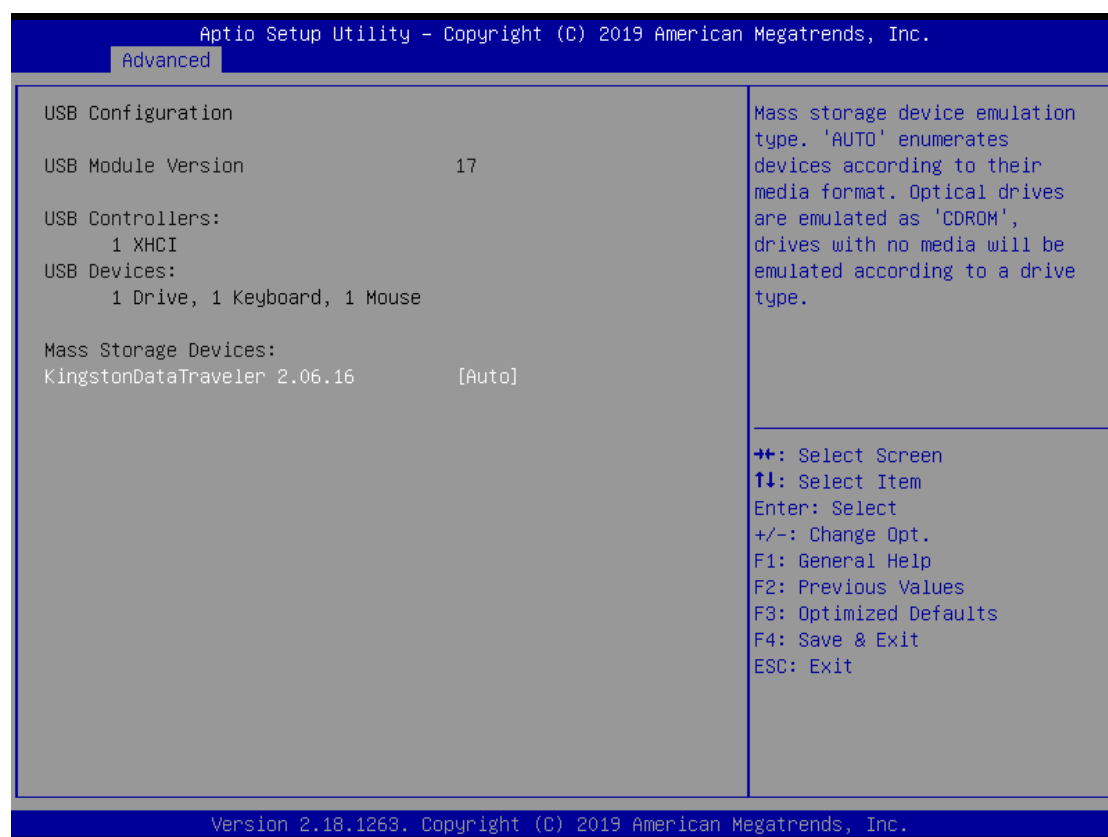 Aptio Setup Utility – Copyright (C) 2019 American Megatrends, Inc.
Advanced
USB Configuration
USB Module Version 17
USB Controllers:
1 XHCI
USB Devices:
1 Drive, 1 Keyboard, 1 Mouse
Mass Storage Devices:
KingstonDataTraveler 2.06.16 [Auto]
Mass storage device emulation
type. 'AUTO' enumerates
devices according to their
media format. Optical drives
are emulated as 'CDROM',
drives with no media will be
emulated according to a drive
type.
→←: Select Screen
↑↓: Select Item
Enter: Select
+/-: Change Opt.
F1: General Help
F2: Previous Values
F3: Optimized Defaults
F4: Save & Exit
ESC: Exit
Version 2.18.1263. Copyright (C) 2019 American Megatrends, Inc.